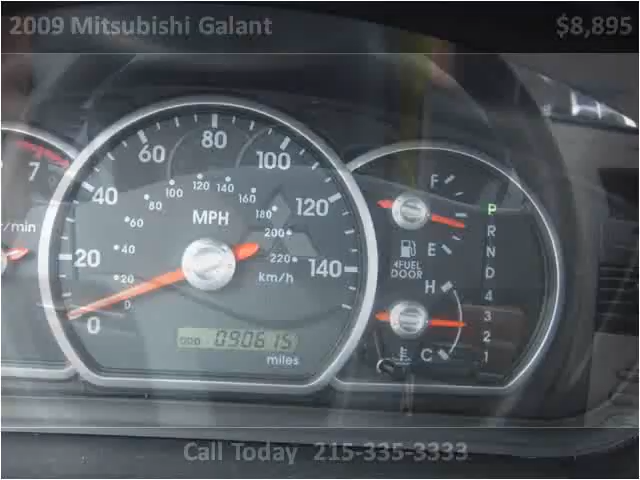 2009 Mitsubishi Galant $8,895
80
60 100
7 40 120
100 120 140
80 160
MPH
60 180
200
40 220
20 140
km/h
20
0 0
ODO 090615
miles
r/min
F
E
FUEL
DOOR
H
C
P
R
N
D
4
3
2
1
Call Today 215-335-3333